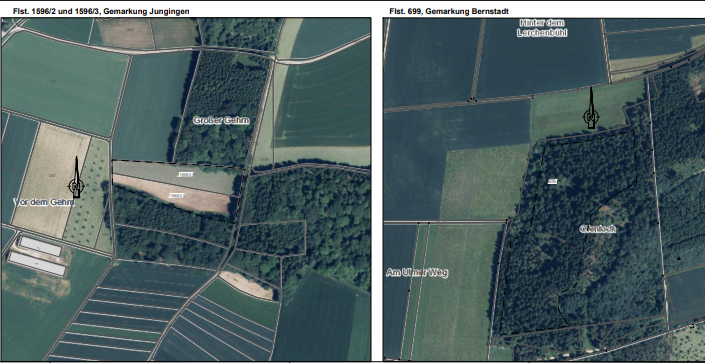 Flst. 1596/2 und 1596/3, Gemarkung Jungingen
Großer Gehrn
Vor dem Gehrn
Flst. 699, Gemarkung Bernstadt
Hinter dem
Lerchenbühl
Am Ulmer Weg